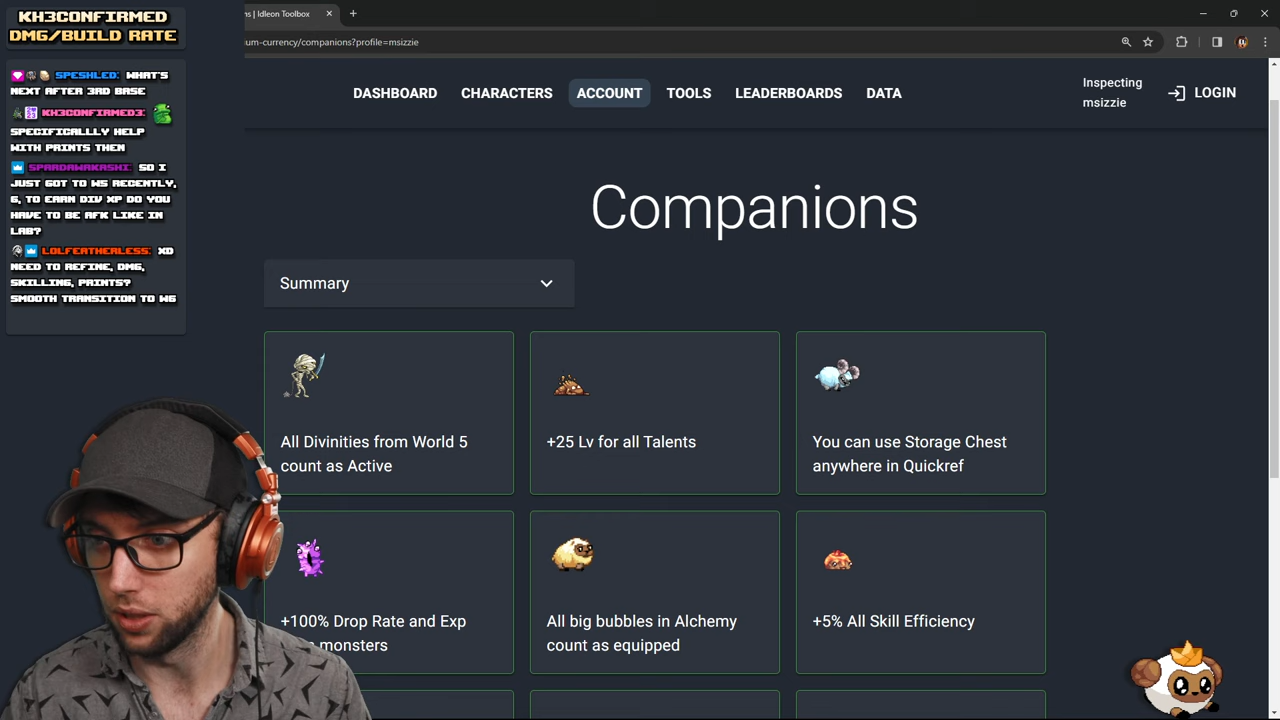 KH3CONFIRMED
DMG/BUILD RATE
SPESHLED: WHAT'S
NEXT AFTER 3RD BASE
KH3CONFIRMED3:
SPECIFICALLLY HELP
WITH PRINTS THEN
SPARDAWAKASHI: SO I
JUST GOT TO W5 RECENTLY,
6, TO EARN DIV XP DO YOU
HAVE TO BE AFK LIKE IN
LAB?
LOLFEATHERLESS: XD
NEED TO REFINE, DMG,
SKILLING, PRINTS?
SMOOTH TRANSITION TO W6
s | Idleon Toolbox
um-currency/companions?profile=msizzie
DASHBOARD
CHARACTERS
ACCOUNT
TOOLS
LEADERBOARDS
DATA
Inspecting
msizzie
LOGIN
Companions
Summary
All Divinities from World 5
count as Active
+25 Lv for all Talents
You can use Storage Chest
anywhere in Quickref
+100% Drop Rate and Exp
monsters
All big bubbles in Alchemy
count as equipped
+5% All Skill Efficiency